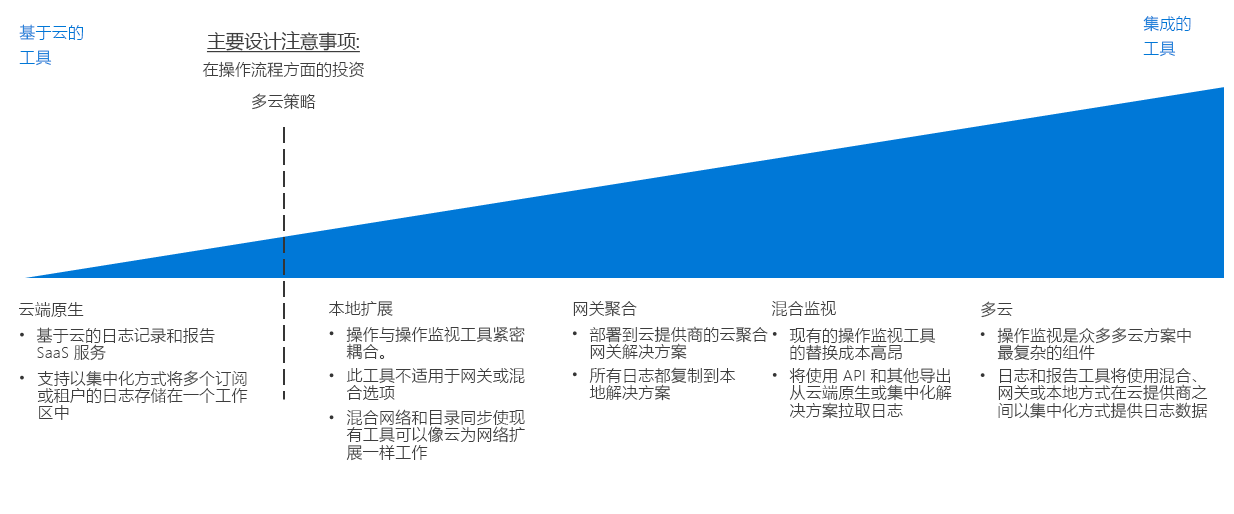 基于云的
工具
主要设计注意事项:
在操作流程方面的投资
多云策略
集成的
工具
云端原生
• 基于云的日志记录和报告
SaaS 服务
• 支持以集中化方式将多个订阅
或租户的日志存储在一个工作
区中
本地扩展
• 操作与操作监视工具紧密
耦合。
• 此工具不适用于网关或混
合选项
• 混合网络和目录同步使现
有工具可以像云为网络扩
展一样工作
网关聚合
• 部署到云提供商的云聚合
网关解决方案
• 所有日志都复制到本
地解决方案
混合监视
• 现有的操作监视工具
的替换成本高昂
• 将使用 API 和其他导出
从云端原生或集中化解
决方案拉取日志
多云
• 操作监视是众多多云方案中
最复杂的组件
• 日志和报告工具将使用混合、
网关或本地方式在云提供商之
间以集中化方式提供日志数据